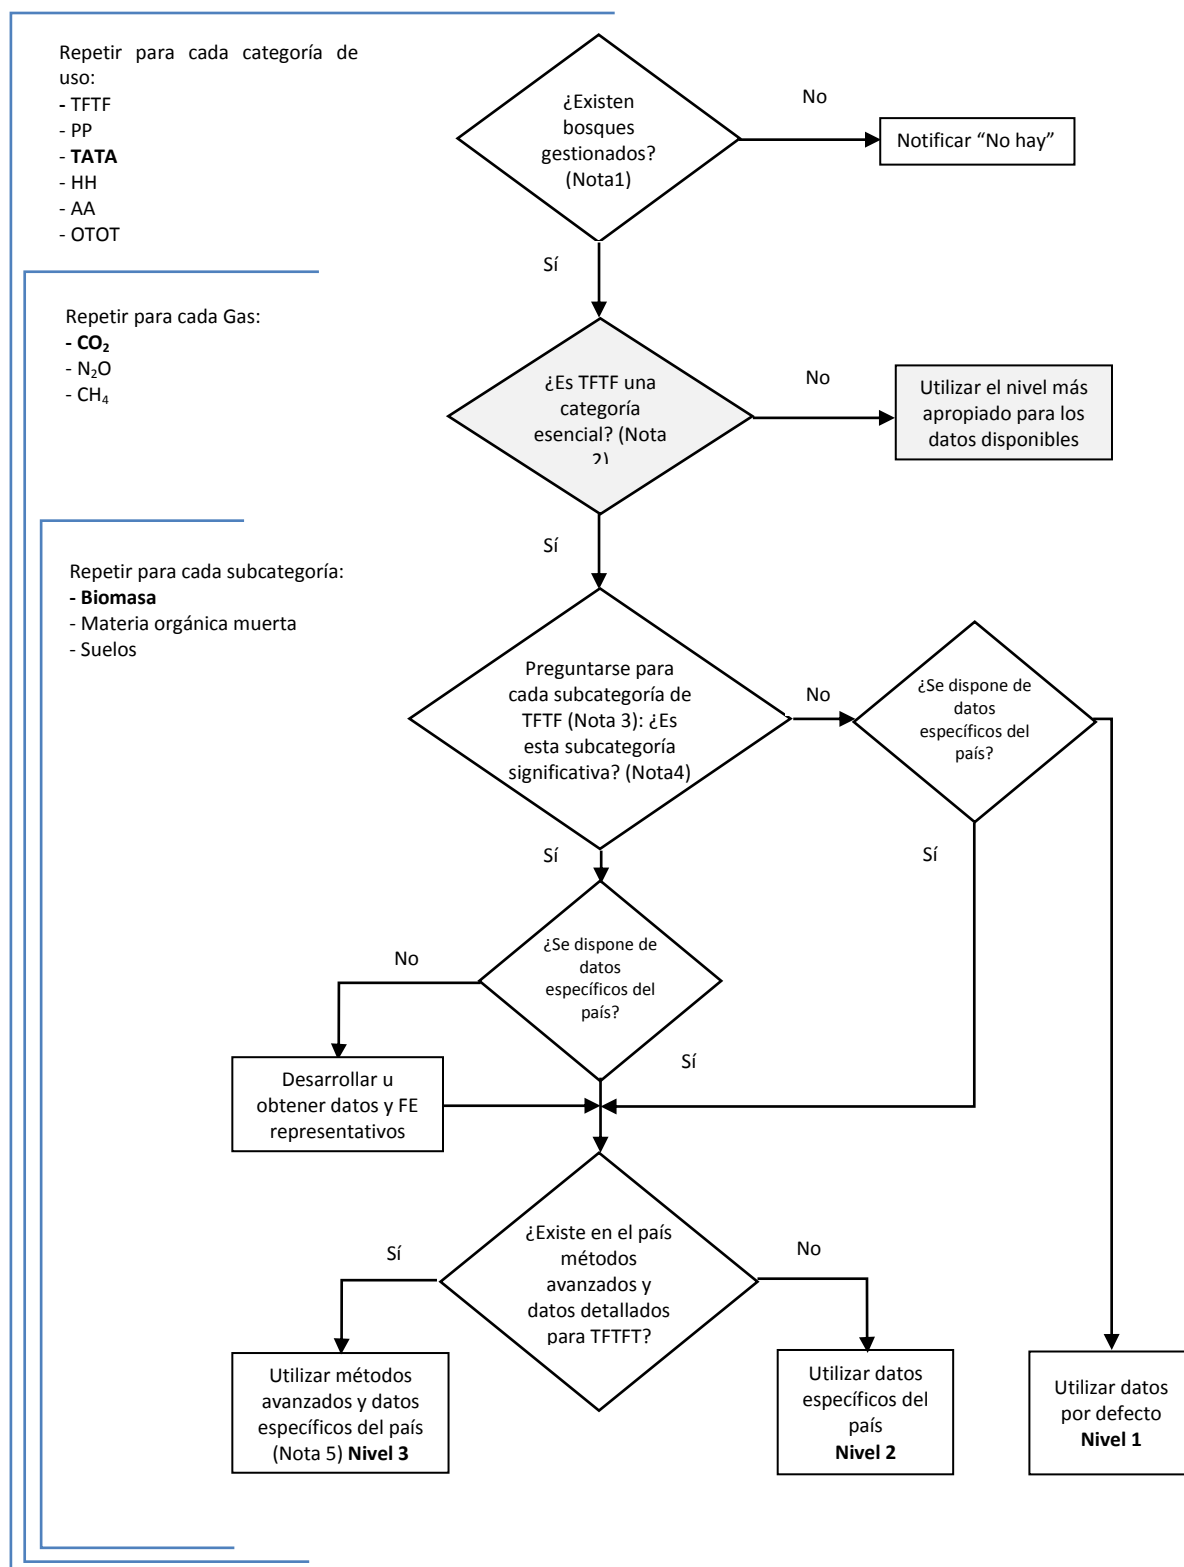 Repetir para cada categoría de
uso:
- TFTF
- PP
- TATA
- HH
- AA
- OTOT
¿Existen
bosques
gestionados?
(Nota1)
No
Notificar “No hay”
Sí
Repetir para cada Gas:
- CO₂
- N₂O
- CH₄
¿Es TFTF una
categoría
esencial? (Nota
2)
No
Utilizar el nivel más
apropiado para los
datos disponibles
Sí
Repetir para cada subcategoría:
- Biomasa
- Materia orgánica muerta
- Suelos
Preguntarse para
cada subcategoría de
TFTF (Nota 3): ¿Es
esta subcategoría
significativa? (Nota4)
No
¿Se dispone de
datos
específicos del
país?
Sí
Sí
¿Se dispone de
datos
específicos del
país?
No
Sí
Desarrollar u
obtener datos y FE
representativos
¿Existe en el país
métodos
avanzados y
datos detallados
para TFTFT?
Sí
No
Utilizar métodos
avanzados y datos
específicos del país
(Nota 5) Nivel 3
Utilizar datos
específicos del
país
Nivel 2
Utilizar datos
por defecto
Nivel 1